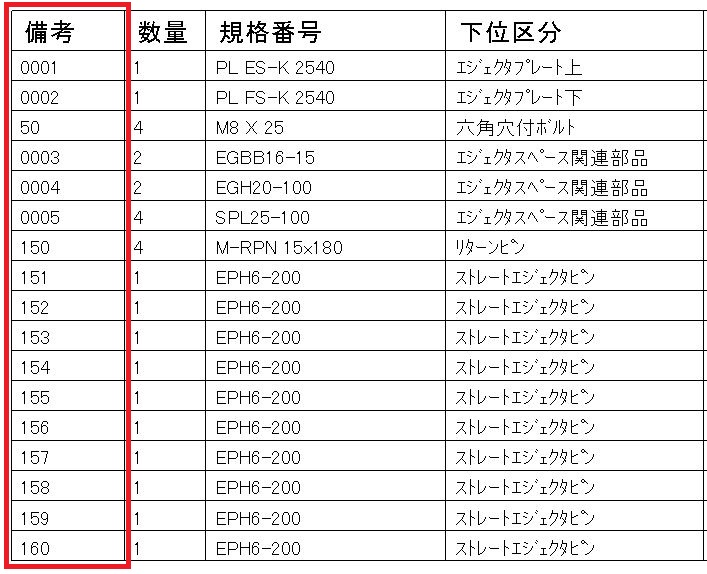 備考 数量 規格番号 下位区分
0001 1 PL ES-K 2540 ｴｼﾞｪｸﾀﾌﾟﾚｰﾄ上
0002 1 PL FS-K 2540 ｴｼﾞｪｸﾀﾌﾟﾚｰﾄ下
50 4 M8 X 25 六角穴付ﾎﾞﾙﾄ
0003 2 EGBB16-15 ｴｼﾞｪｸﾀｽﾍﾟｰｽ関連部品
0004 2 EGH20-100 ｴｼﾞｪｸﾀｽﾍﾟｰｽ関連部品
0005 4 SPL25-100 ｴｼﾞｪｸﾀｽﾍﾟｰｽ関連部品
150 4 M-RPN 15x180 ﾘﾀｰﾝﾋﾟﾝ
151 1 EPH6-200 ｽﾄﾚｰﾄｴｼﾞｪｸﾀﾋﾟﾝ
152 1 EPH6-200 ｽﾄﾚｰﾄｴｼﾞｪｸﾀﾋﾟﾝ
153 1 EPH6-200 ｽﾄﾚｰﾄｴｼﾞｪｸﾀﾋﾟﾝ
154 1 EPH6-200 ｽﾄﾚｰﾄｴｼﾞｪｸﾀﾋﾟﾝ
155 1 EPH6-200 ｽﾄﾚｰﾄｴｼﾞｪｸﾀﾋﾟﾝ
156 1 EPH6-200 ｽﾄﾚｰﾄｴｼﾞｪｸﾀﾋﾟﾝ
157 1 EPH6-200 ｽﾄﾚｰﾄｴｼﾞｪｸﾀﾋﾟﾝ
158 1 EPH6-200 ｽﾄﾚｰﾄｴｼﾞｪｸﾀﾋﾟﾝ
159 1 EPH6-200 ｽﾄﾚｰﾄｴｼﾞｪｸﾀﾋﾟﾝ
160 1 EPH6-200 ｽﾄﾚｰﾄｴｼﾞｪｸﾀﾋﾟﾝ